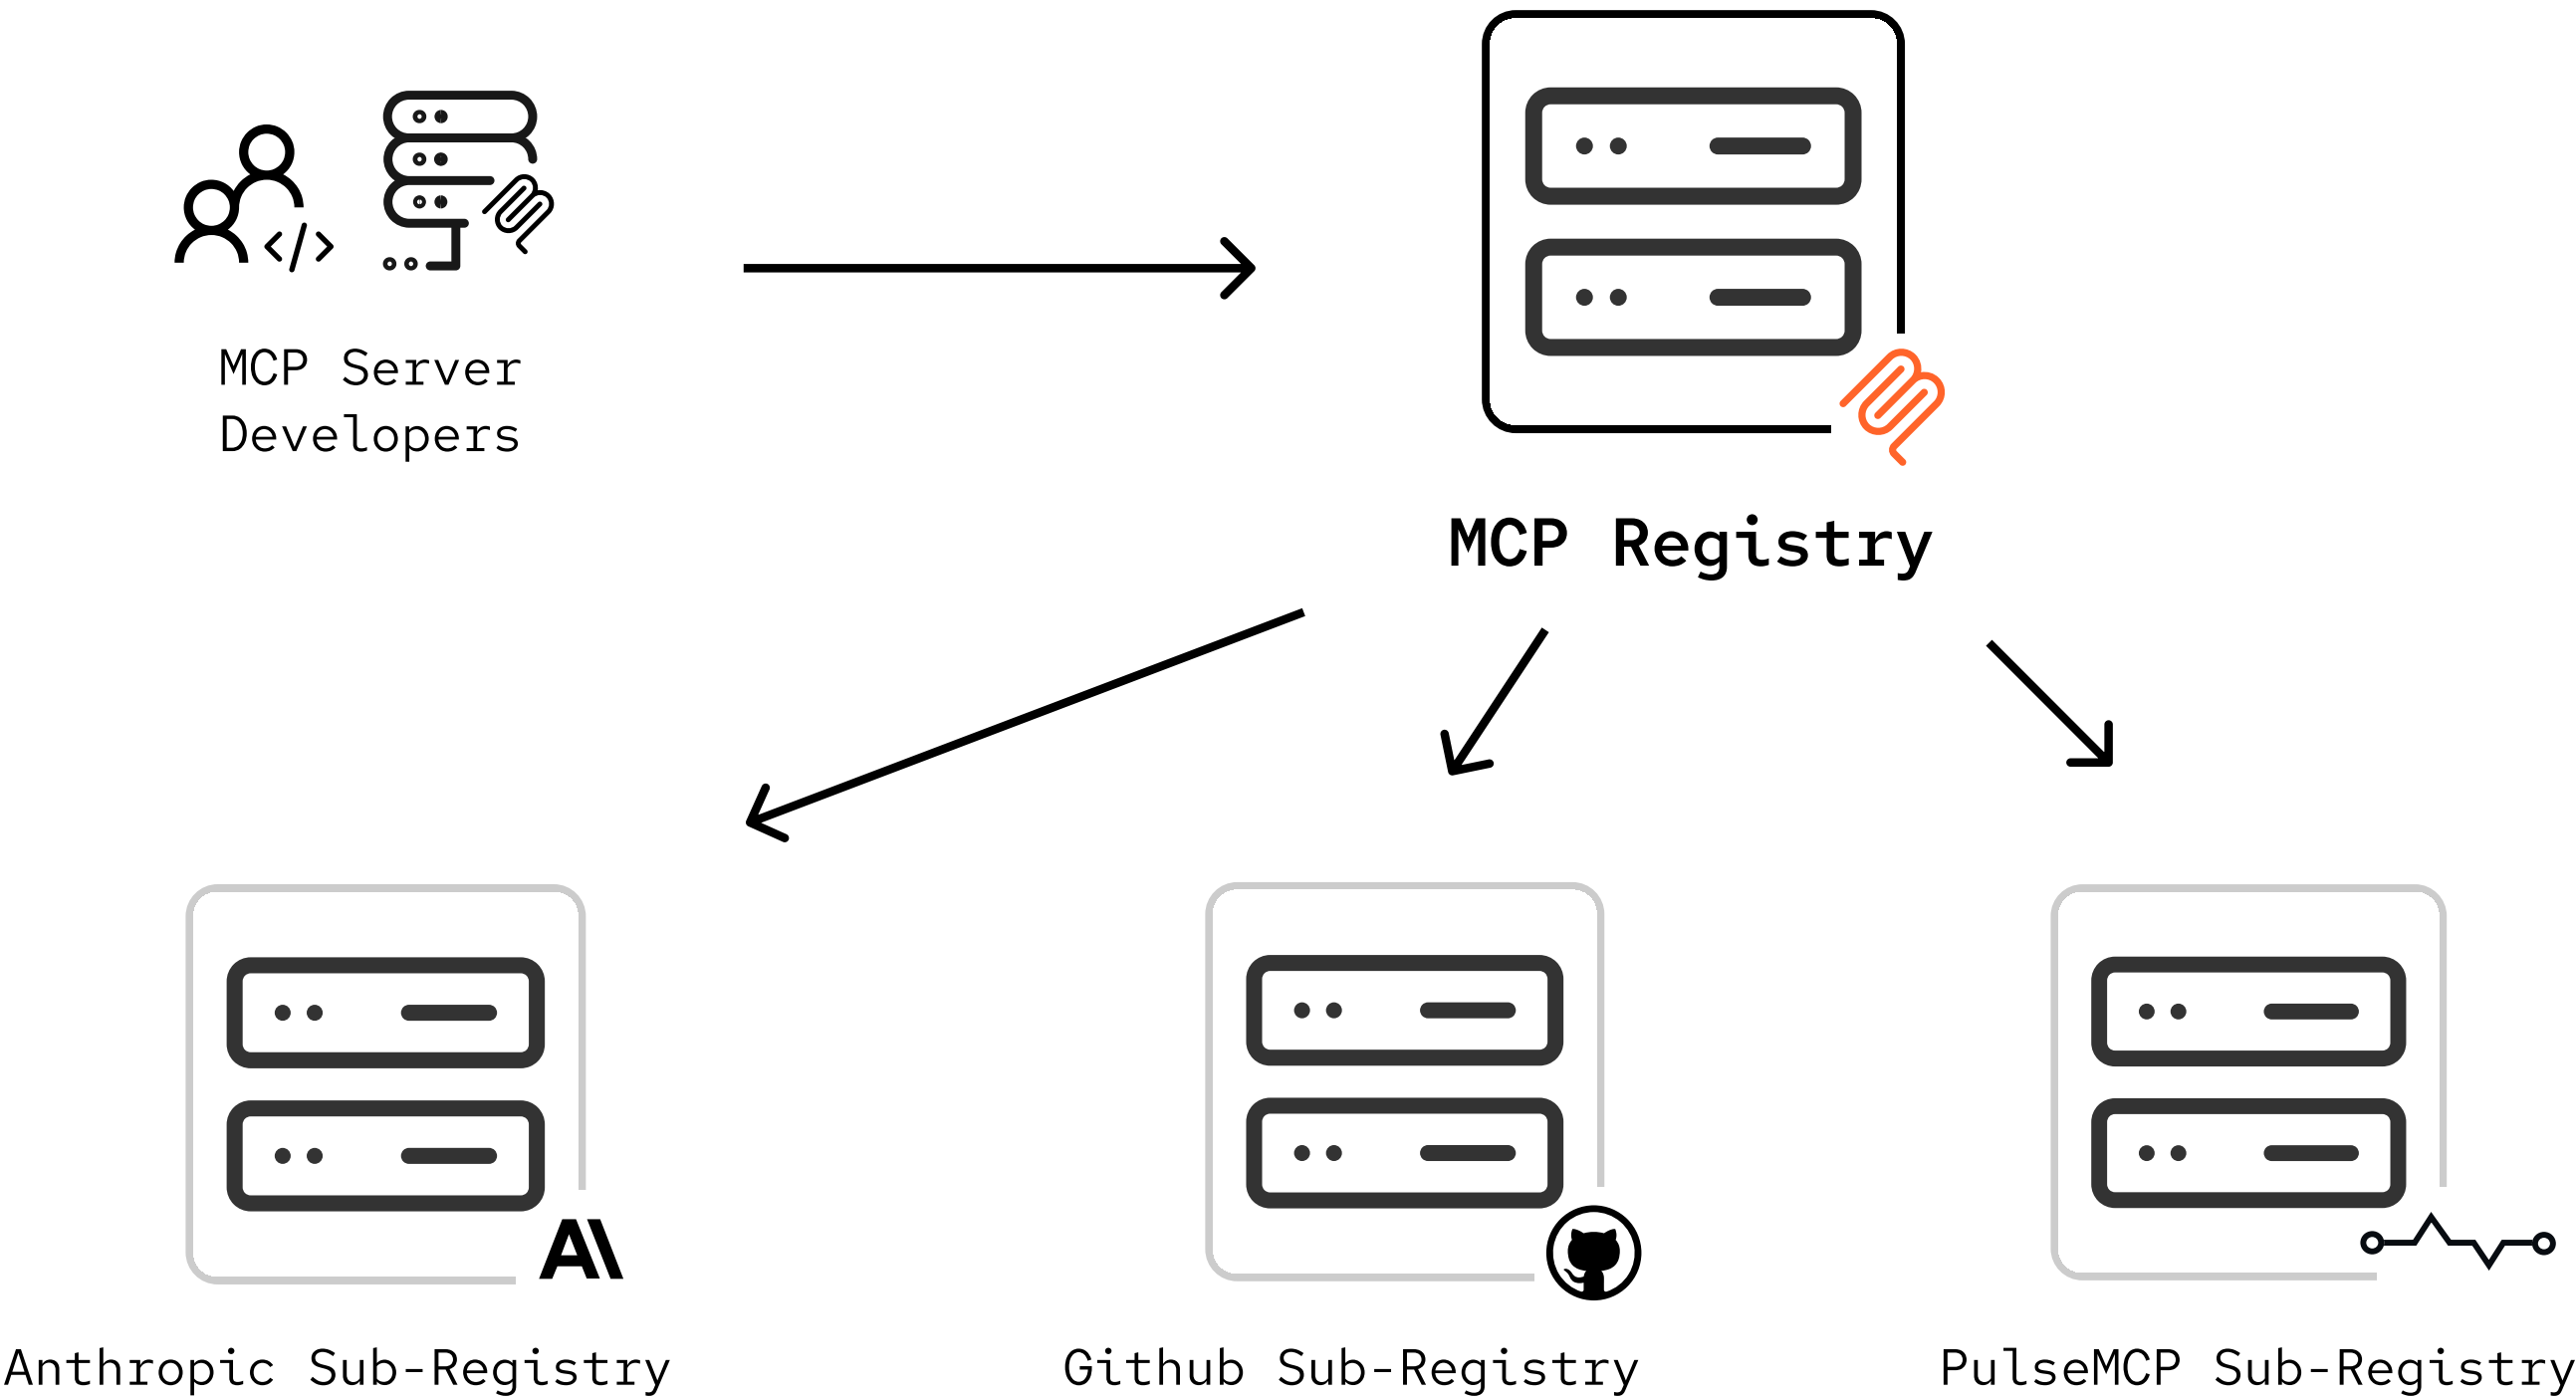 MCP Server
Developers
MCP Registry
Anthropic Sub-Registry
Github Sub-Registry
PulseMCP Sub-Registry